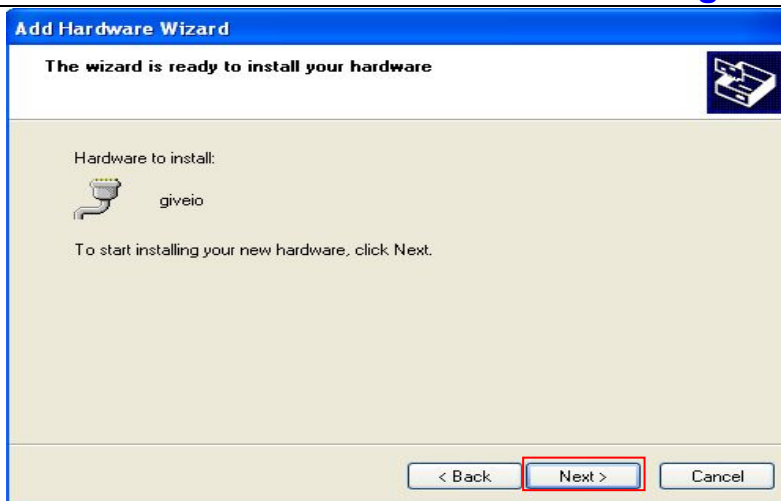 Add Hardware Wizard
The wizard is ready to install your hardware
Hardware to install:
giveio
To start installing your new hardware, click Next.
< Back Next > Cancel